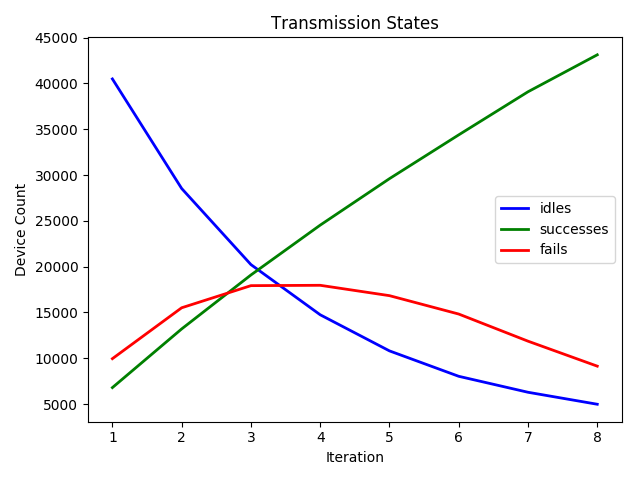 Transmission States
45000
40000
35000
30000
25000
20000
15000
10000
5000
Device Count
idles
successes
fails
1 2 3 4 5 6 7 8
Iteration